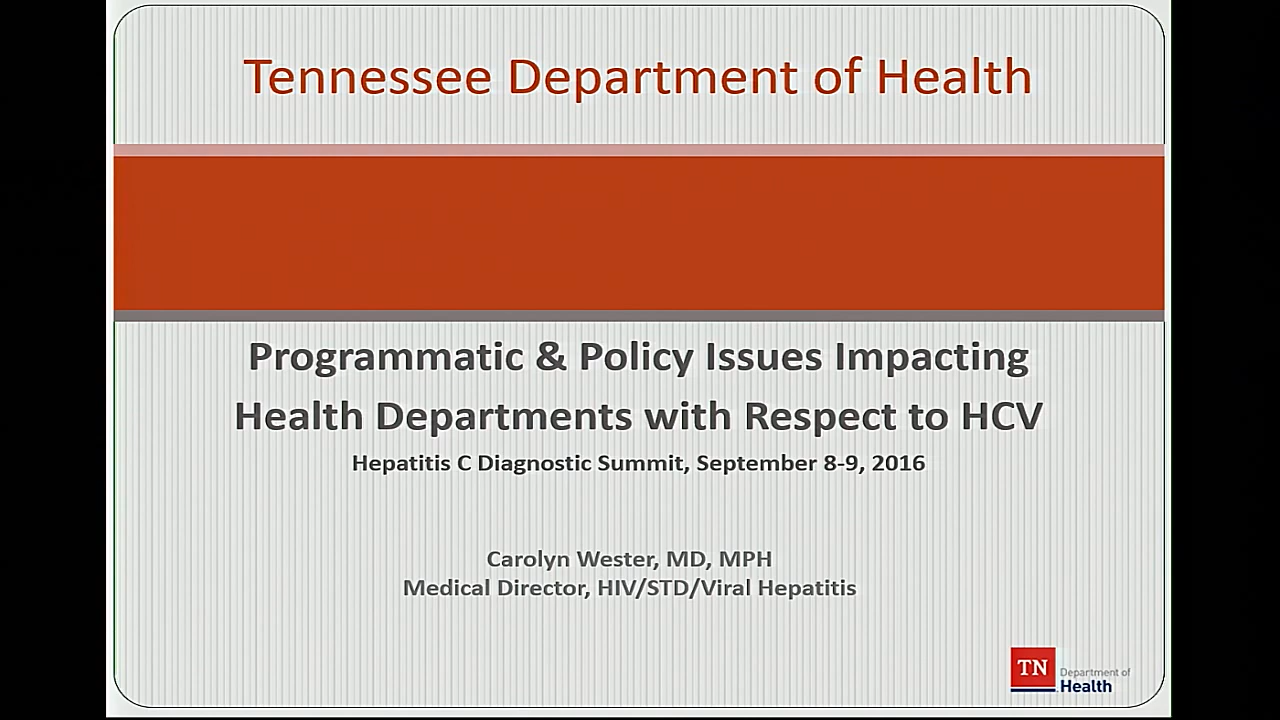 Tennessee Department of Health
Programmatic & Policy Issues Impacting
Health Departments with Respect to HCV
Hepatitis C Diagnostic Summit, September 8-9, 2016
Carolyn Wester, MD, MPH
Medical Director, HIV/STD/Viral Hepatitis
TN
Department of
Health